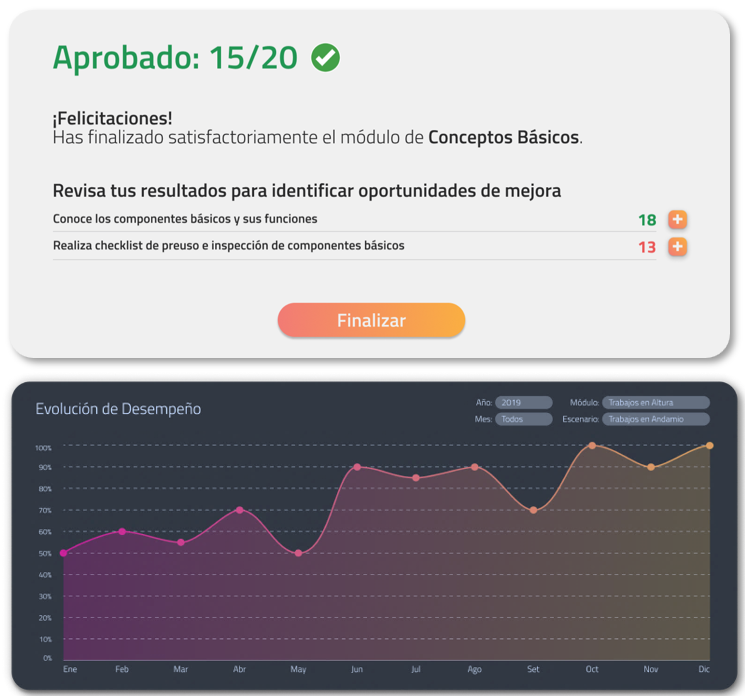 Aprobado: 15/20
¡Felicitaciones!
Has finalizado satisfactoriamente el módulo de Conceptos Básicos.
Revisa tus resultados para identificar oportunidades de mejora
Conoce los componentes básicos y sus funciones 18 +
Realiza checklist de preuso e inspección de componentes básicos 13 +
Finalizar
Evolución de Desempeño
Año: 2019 Módulo: Trabajos en Altura
Mes: Todos Escenario: Trabajos en Andamio
100%
90%
80%
70%
60%
50%
40%
30%
20%
10%
0%
Ene Feb Mar Abr May Jun Jul Ago Set Oct Nov Dic